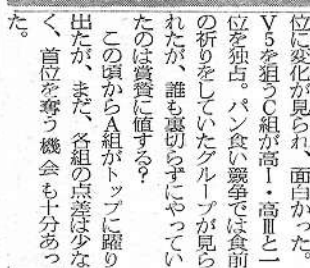 位に変化が見られ、面白かった。
V5を狙うC組が高Ⅰ・高Ⅲと一
位を独占。パン食い競争では食前
の祈りをしていたグループが見ら
れたが、誰も裏切らずにやってい
たのは賞賛に値する?
この頃からA組がトップに躍り
出たが、まだ、各組の点差は少な
く、首位を奪う機会も十分あっ
た。